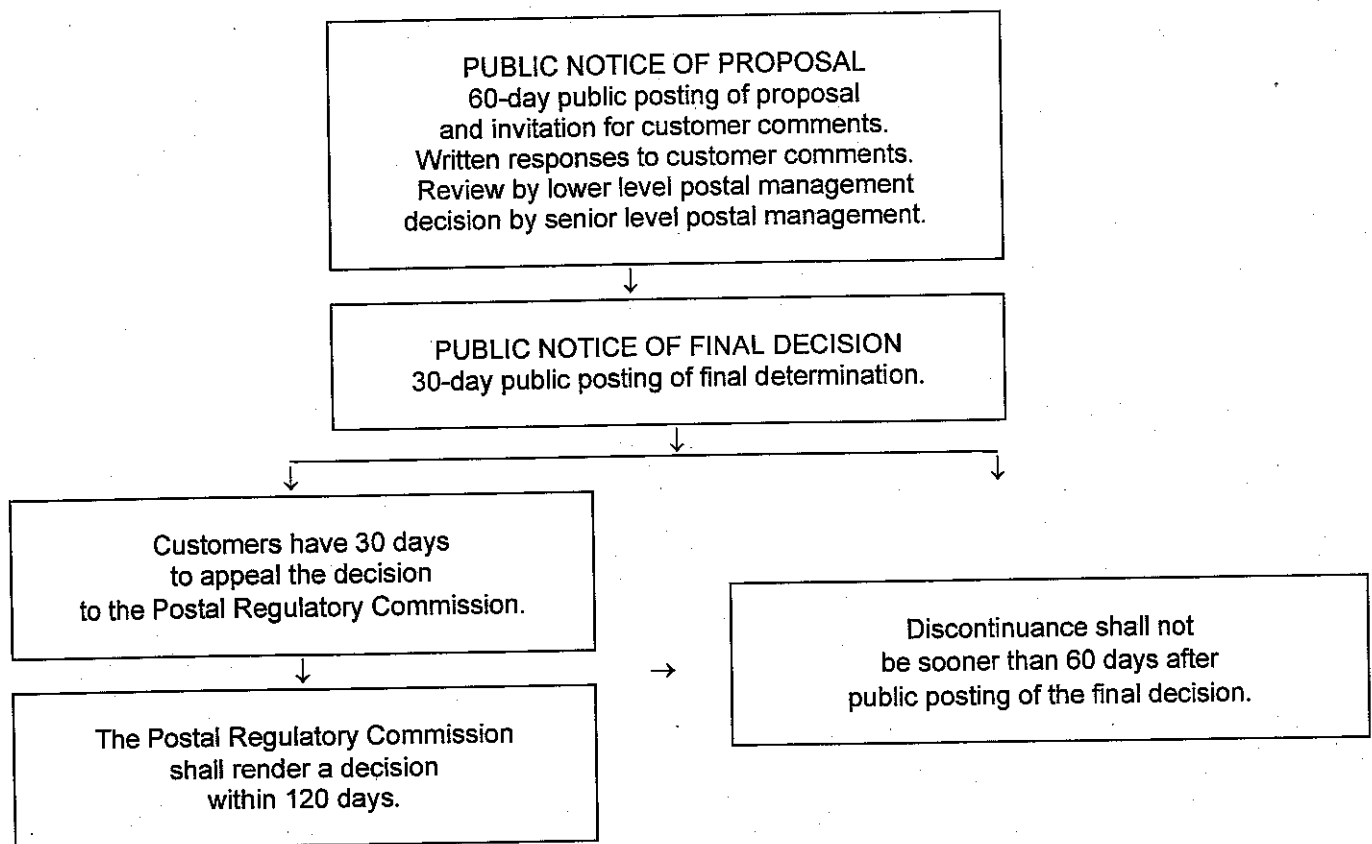 PUBLIC NOTICE OF PROPOSAL
60-day public posting of proposal
and invitation for customer comments.
Written responses to customer comments.
Review by lower level postal management
decision by senior level postal management.
PUBLIC NOTICE OF FINAL DECISION
30-day public posting of final determination.
Customers have 30 days
to appeal the decision
to the Postal Regulatory Commission.
The Postal Regulatory Commission
shall render a decision
within 120 days.
Discontinuance shall not
be sooner than 60 days after
public posting of the final decision.